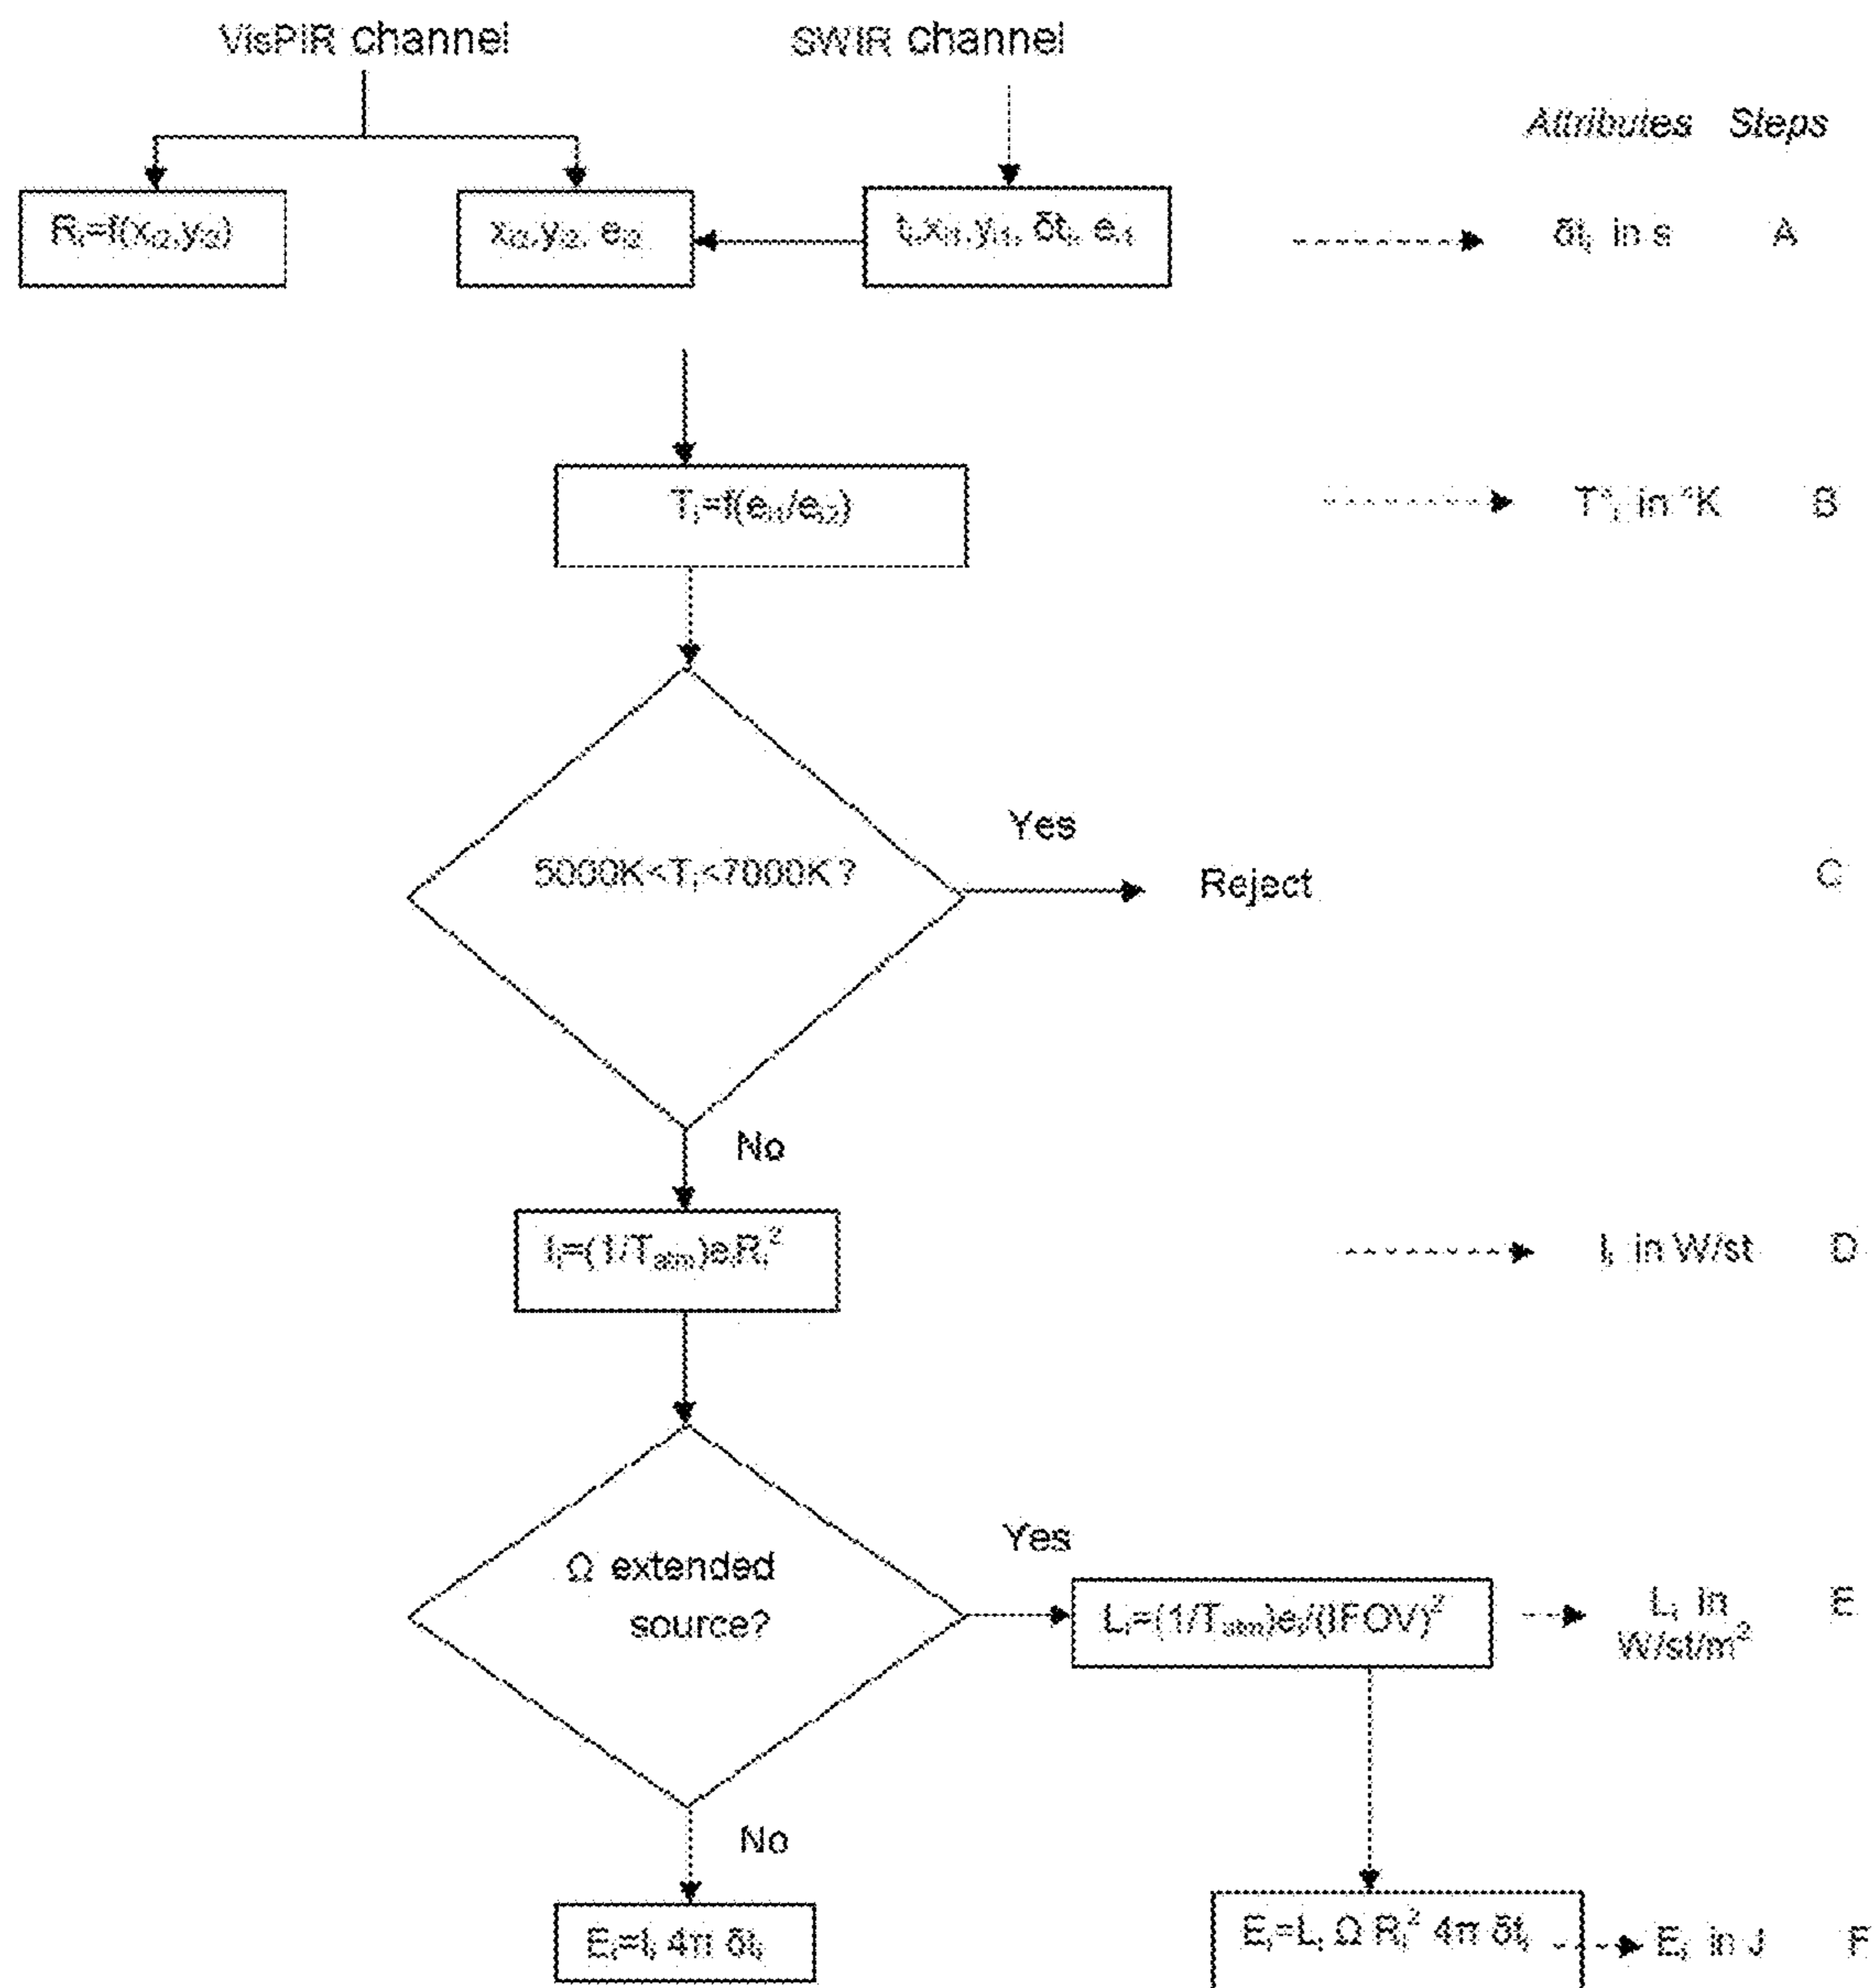 VisPIR channel
SWIR channel
Attributes Steps
Rᵢ=f(xᵢ₂,yᵢ₂)
xᵢ₂,yᵢ₂, eᵢ₂
tᵢ,xᵢ₁,yᵢ₁, δtᵢ, eᵢ₁
δtᵢ in s A
Tᵢ=f(eᵢ₁/eᵢ₂)
T°ᵢ in °K B
5000K<Tᵢ<7000K?
Yes
Reject
C
No
Iᵢ=(1/Tₐₜₘ)eᵢRᵢ²
Iᵢ in W/st D
Ω extended
source?
Yes
Lᵢ=(1/Tₐₜₘ)eᵢ/(IFOV)²
Lᵢ in
W/st/m²
E
No
Eᵢ=Iᵢ 4π δtᵢ
Eᵢ=Lᵢ Ω Rᵢ² 4π δtᵢ
Eᵢ in J F